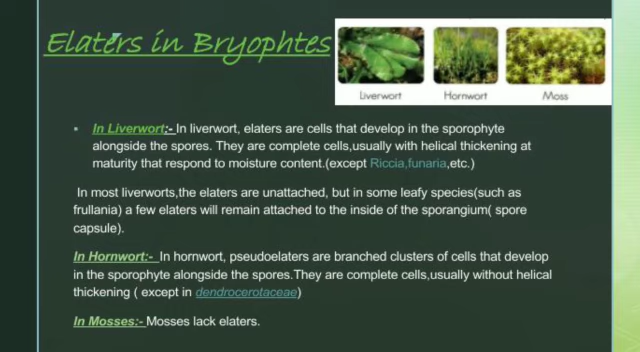 Elaters in Bryophtes
Liverwort Hornwort Moss
▪ In Liverwort:- In liverwort, elaters are cells that develop in the sporophyte
alongside the spores. They are complete cells,usually with helical thickening at
maturity that respond to moisture content.(except Riccia,funaria,etc.)
In most liverworts,the elaters are unattached, but in some leafy species(such as
frullania) a few elaters will remain attached to the inside of the sporangium( spore
capsule).
In Hornwort:- In hornwort, pseudoelaters are branched clusters of cells that develop
in the sporophyte alongside the spores.They are complete cells,usually without helical
thickening ( except in dendrocerotaceae)
In Mosses:- Mosses lack elaters.